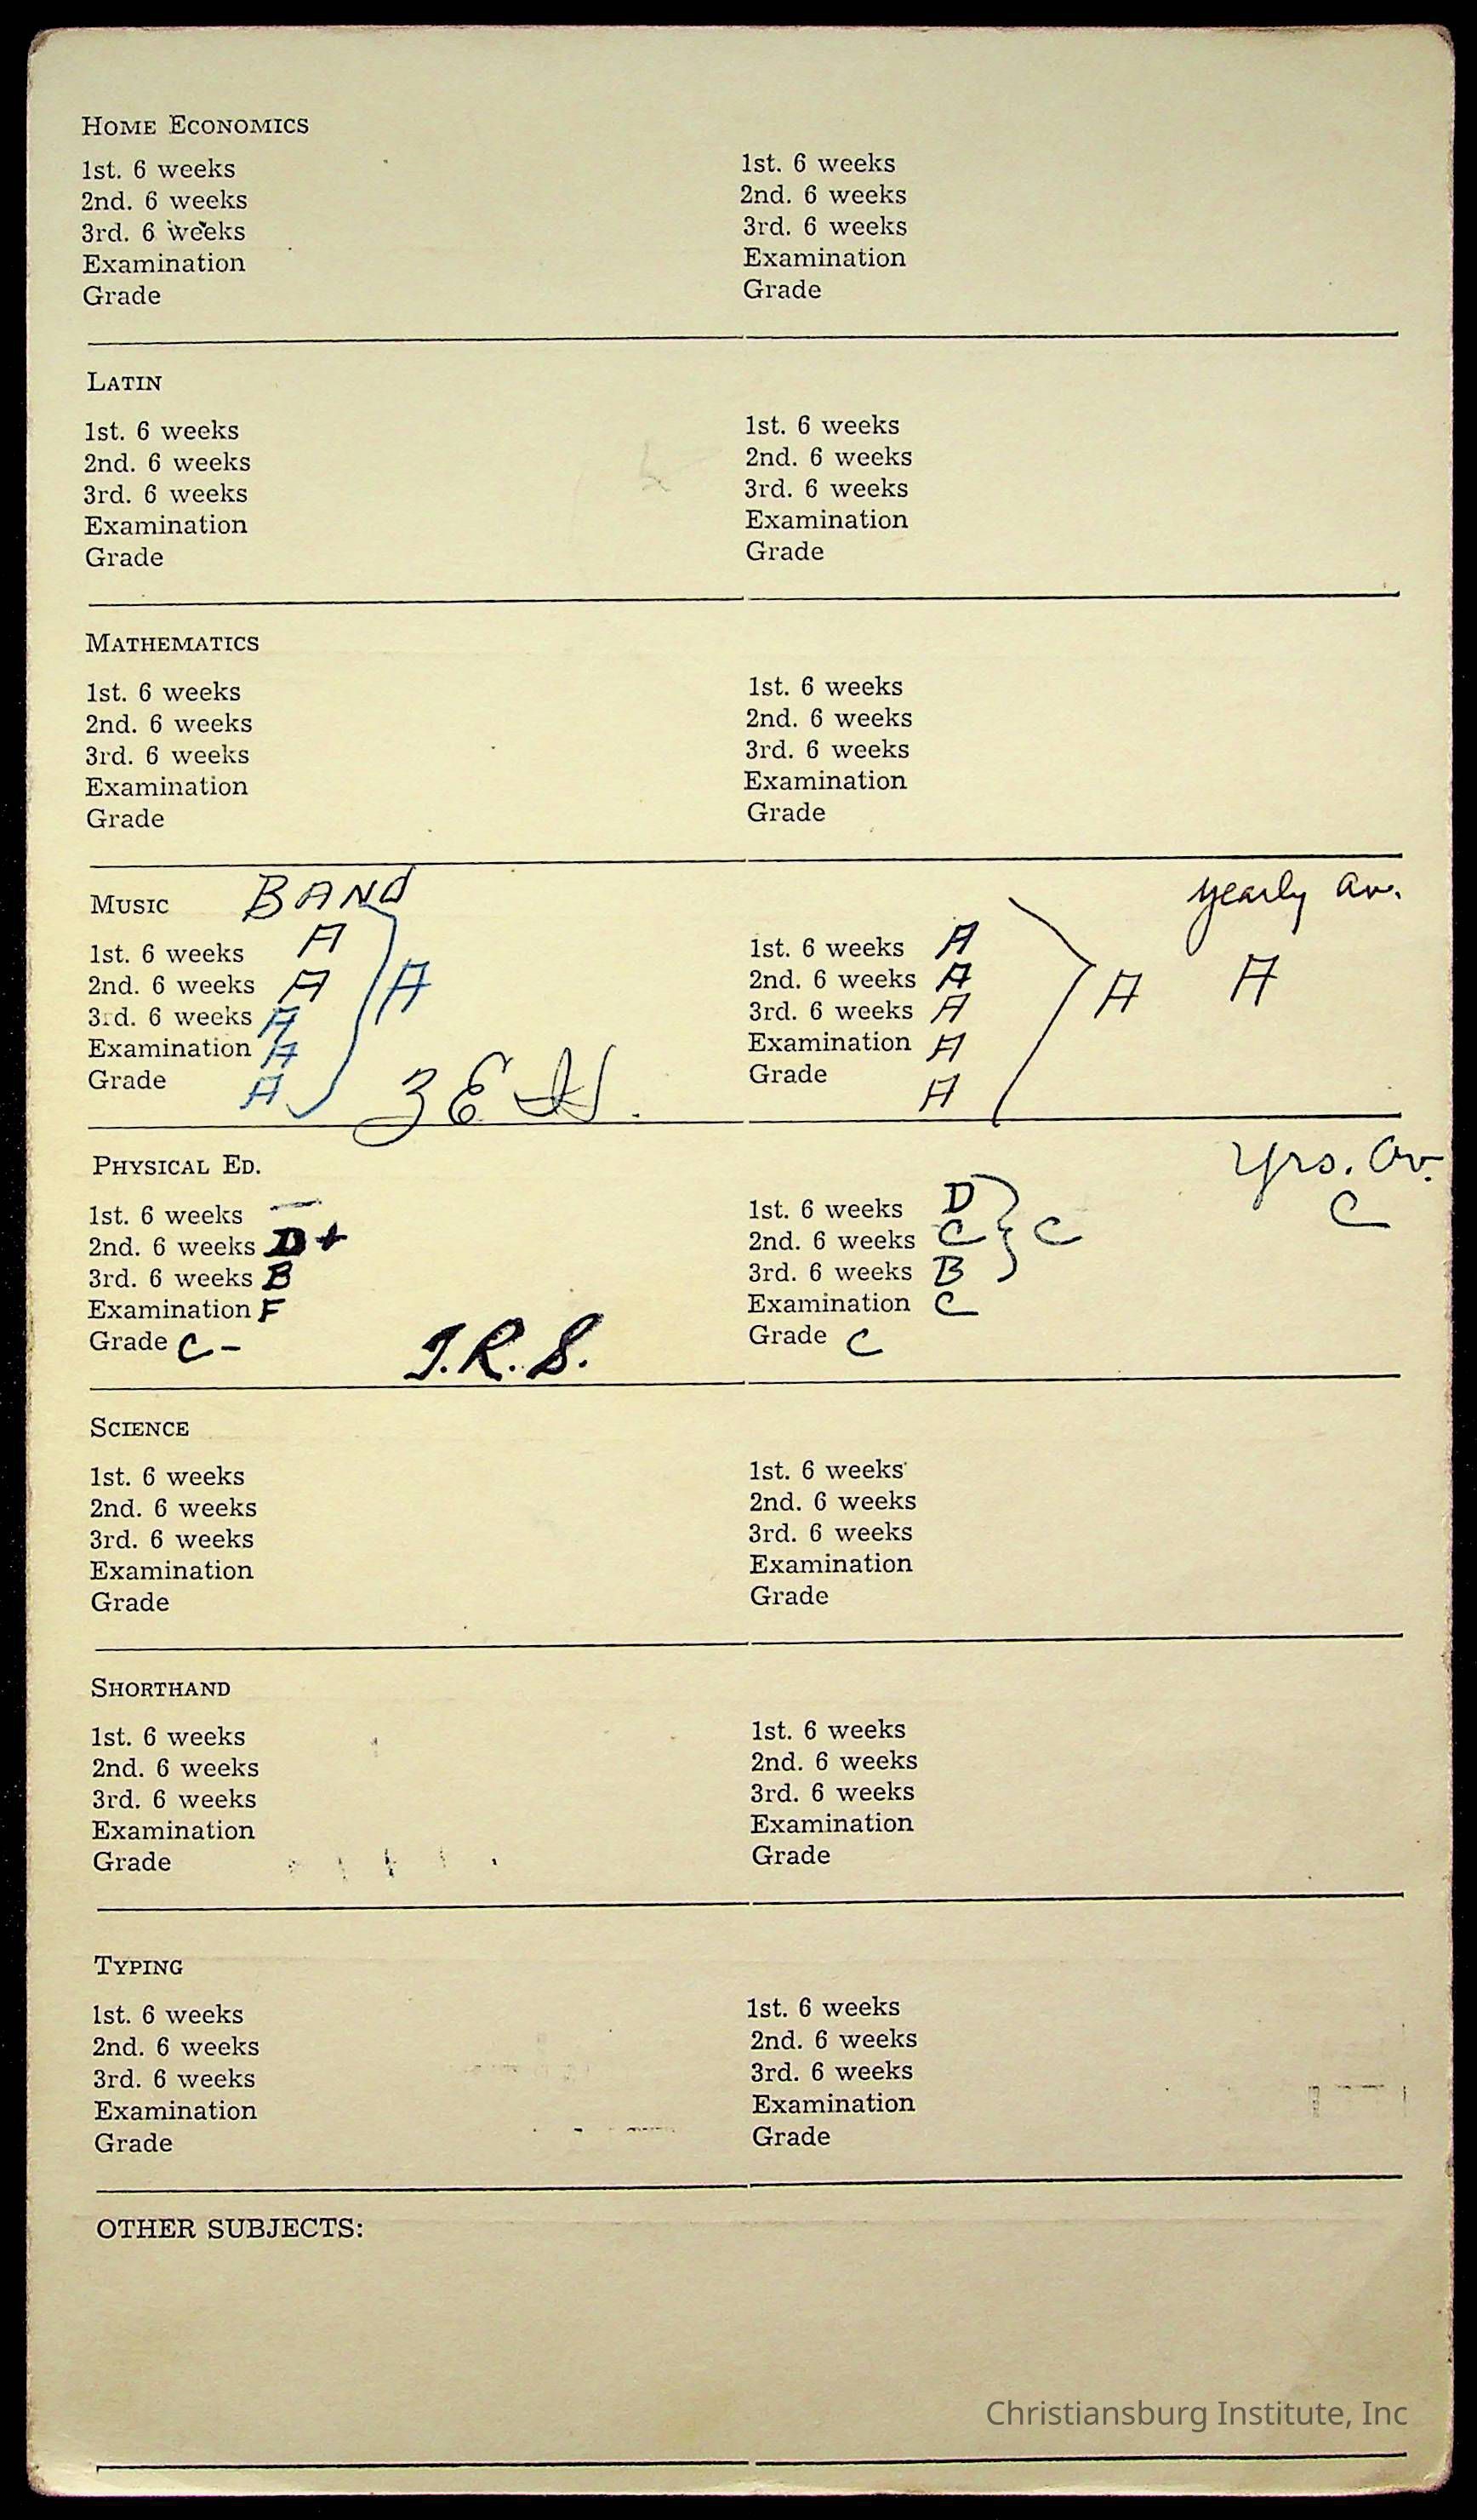 HOME ECONOMICS
1st. 6 weeks
2nd. 6 weeks
3rd. 6 weeks
Examination
Grade
1st. 6 weeks
2nd. 6 weeks
3rd. 6 weeks
Examination
Grade
LATIN
1st. 6 weeks
2nd. 6 weeks
3rd. 6 weeks
Examination
Grade
1st. 6 weeks
2nd. 6 weeks
3rd. 6 weeks
Examination
Grade
MATHEMATICS
1st. 6 weeks
2nd. 6 weeks
3rd. 6 weeks
Examination
Grade
1st. 6 weeks
2nd. 6 weeks
3rd. 6 weeks
Examination
Grade
MUSIC BAND
1st. 6 weeks A
2nd. 6 weeks A
3rd. 6 weeks A
Examination A
Grade A
A
1st. 6 weeks A
2nd. 6 weeks A
3rd. 6 weeks A
Examination A
Grade A
A
yearly av.
A
PHYSICAL ED.
1st. 6 weeks —
2nd. 6 weeks D+
3rd. 6 weeks B
Examination F
Grade C-
J.R.S.
1st. 6 weeks D
2nd. 6 weeks C
3rd. 6 weeks B
Examination C
Grade C
C
Yrs. Av.
C
SCIENCE
1st. 6 weeks
2nd. 6 weeks
3rd. 6 weeks
Examination
Grade
1st. 6 weeks
2nd. 6 weeks
3rd. 6 weeks
Examination
Grade
SHORTHAND
1st. 6 weeks
2nd. 6 weeks
3rd. 6 weeks
Examination
Grade
1st. 6 weeks
2nd. 6 weeks
3rd. 6 weeks
Examination
Grade
TYPING
1st. 6 weeks
2nd. 6 weeks
3rd. 6 weeks
Examination
Grade
1st. 6 weeks
2nd. 6 weeks
3rd. 6 weeks
Examination
Grade
OTHER SUBJECTS:
Christiansburg Institute, Inc